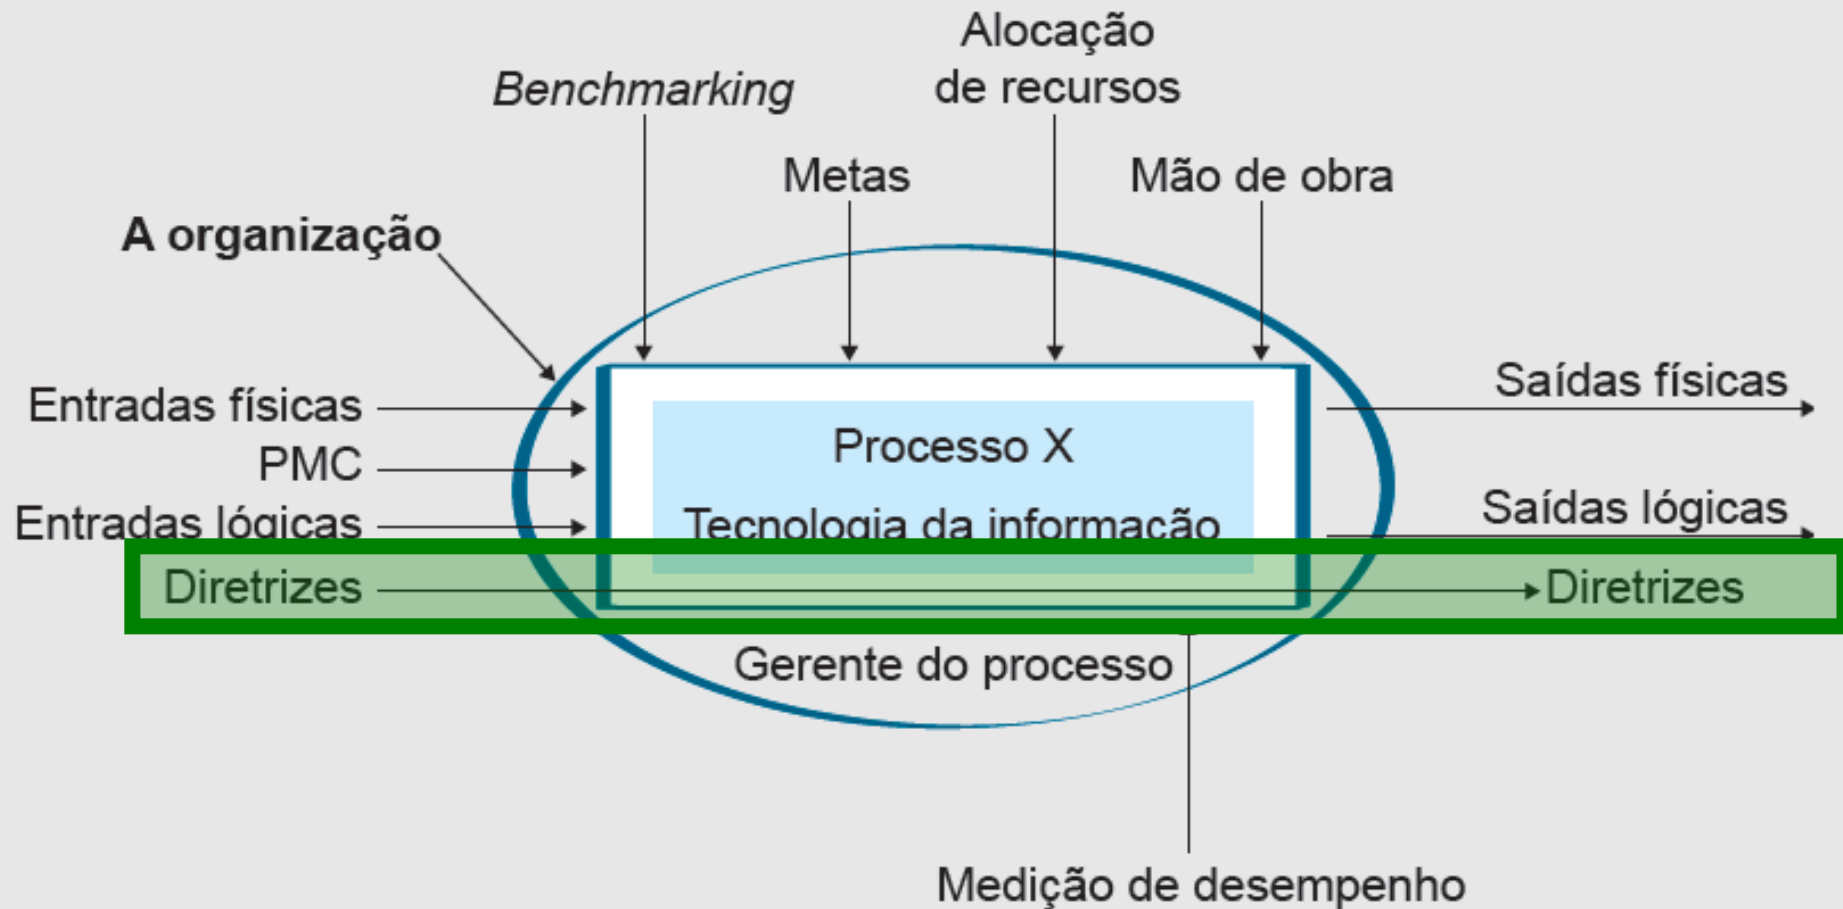 Alocação
de recursos
Benchmarking
Metas
Mão de obra
A organização
Entradas físicas
Saídas físicas
Processo X
PMC
Entradas lógicas
Tecnologia da informação
Saídas lógicas
Diretrizes
Diretrizes
Gerente do processo
Medição de desempenho